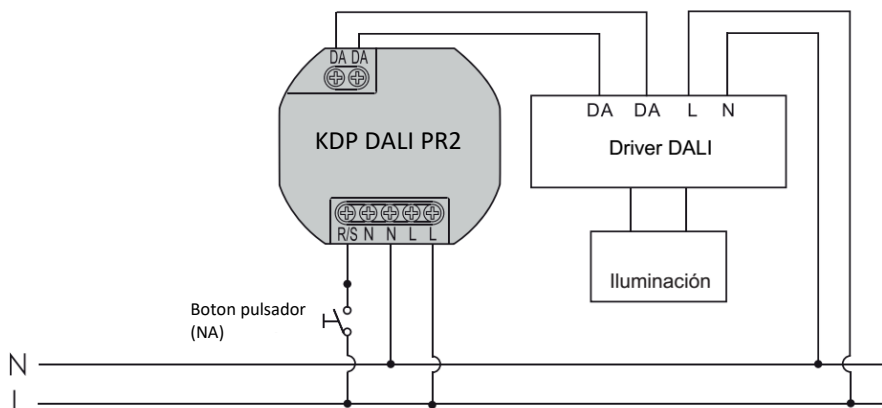 DA DA
KDP DALI PR2
R/S N N L L
DA DA L N
Driver DALI
Iluminación
Boton pulsador
(NA)
N
L